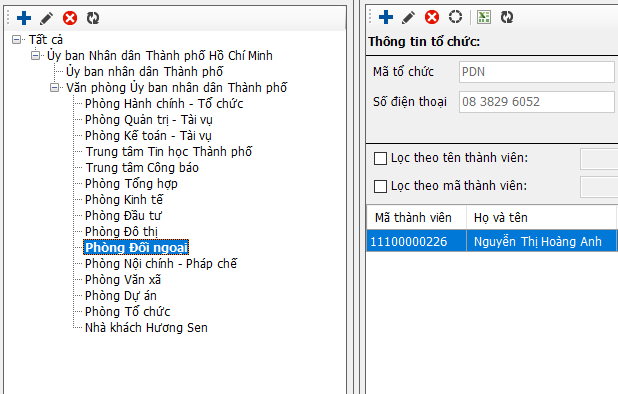 Tất cả
Ủy ban Nhân dân Thành phố Hồ Chí Minh
Ủy ban nhân dân Thành phố
Văn phòng Ủy ban nhân dân Thành phố
Phòng Hành chính - Tổ chức
Phòng Quản trị - Tài vụ
Phòng Kế toán - Tài vụ
Trung tâm Tin học Thành phố
Trung tâm Công báo
Phòng Tổng hợp
Phòng Kinh tế
Phòng Đầu tư
Phòng Đô thị
Phòng Đối ngoại
Phòng Nội chính - Pháp chế
Phòng Văn xã
Phòng Dự án
Phòng Tổ chức
Nhà khách Hương Sen
Thông tin tổ chức:
Mã tổ chức PDN
Số điện thoại 08 3829 6052
Lọc theo tên thành viên:
Lọc theo mã thành viên:
Mã thành viên Họ và tên
11100000226 Nguyễn Thị Hoàng Anh